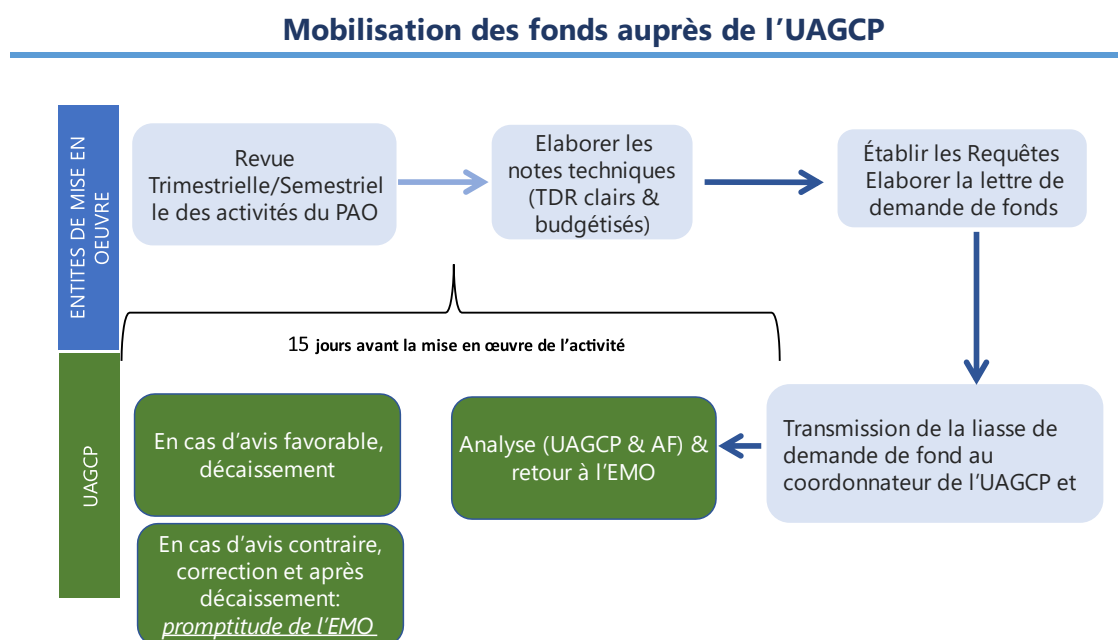 Mobilisation des fonds auprès de l’UAGCP
ENTITES DE MISE EN
OEUVRE
Revue
Trimestrielle/Semestriel
le des activités du PAO
Elaborer les
notes techniques
(TDR clairs &
budgétisés)
Établir les Requêtes
Elaborer la lettre de
demande de fonds
15 jours avant la mise en œuvre de l’activité
UAGCP
En cas d’avis favorable,
décaissement
Analyse (UAGCP & AF) &
retour à l’EMO
Transmission de la liasse de
demande de fond au
coordonnateur de l’UAGCP et
En cas d’avis contraire,
correction et après
décaissement:
promptitude de l’EMO